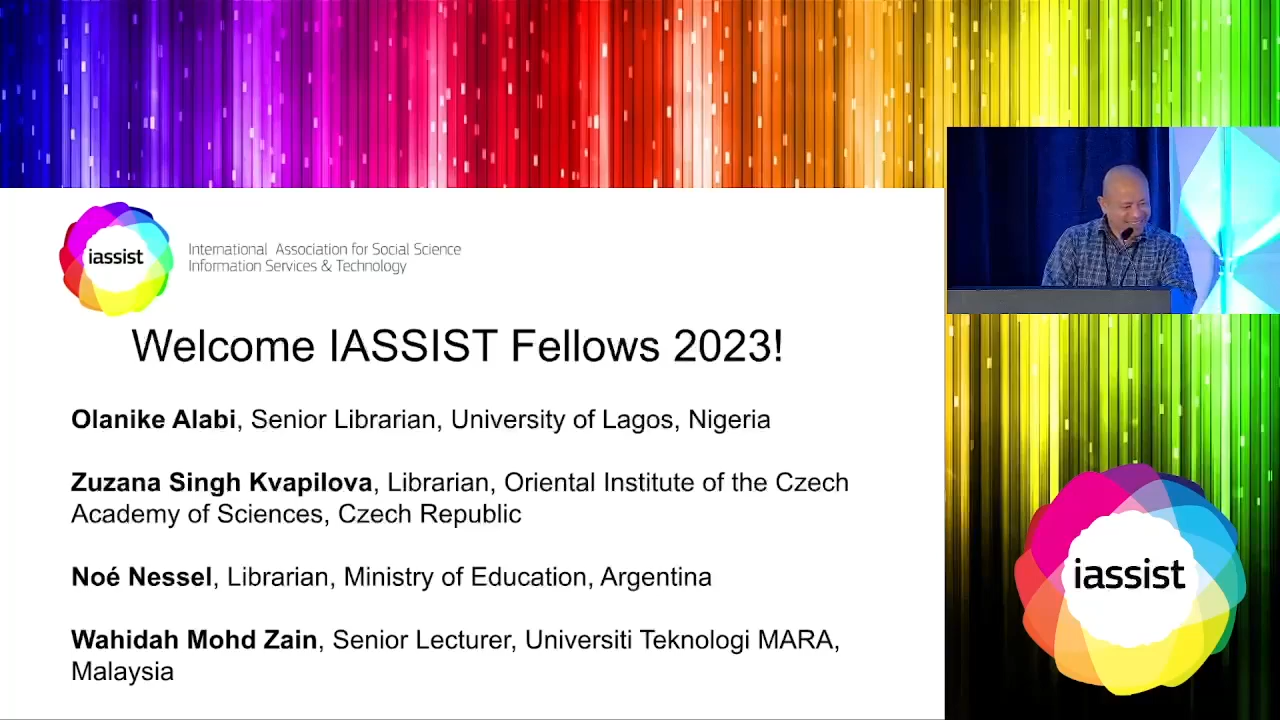 iassist
International Association for Social Science
Information Services & Technology
Welcome IASSIST Fellows 2023!
Olanike Alabi, Senior Librarian, University of Lagos, Nigeria
Zuzana Singh Kvapilova, Librarian, Oriental Institute of the Czech
Academy of Sciences, Czech Republic
Noé Nessel, Librarian, Ministry of Education, Argentina
Wahidah Mohd Zain, Senior Lecturer, Universiti Teknologi MARA,
Malaysia
iassist